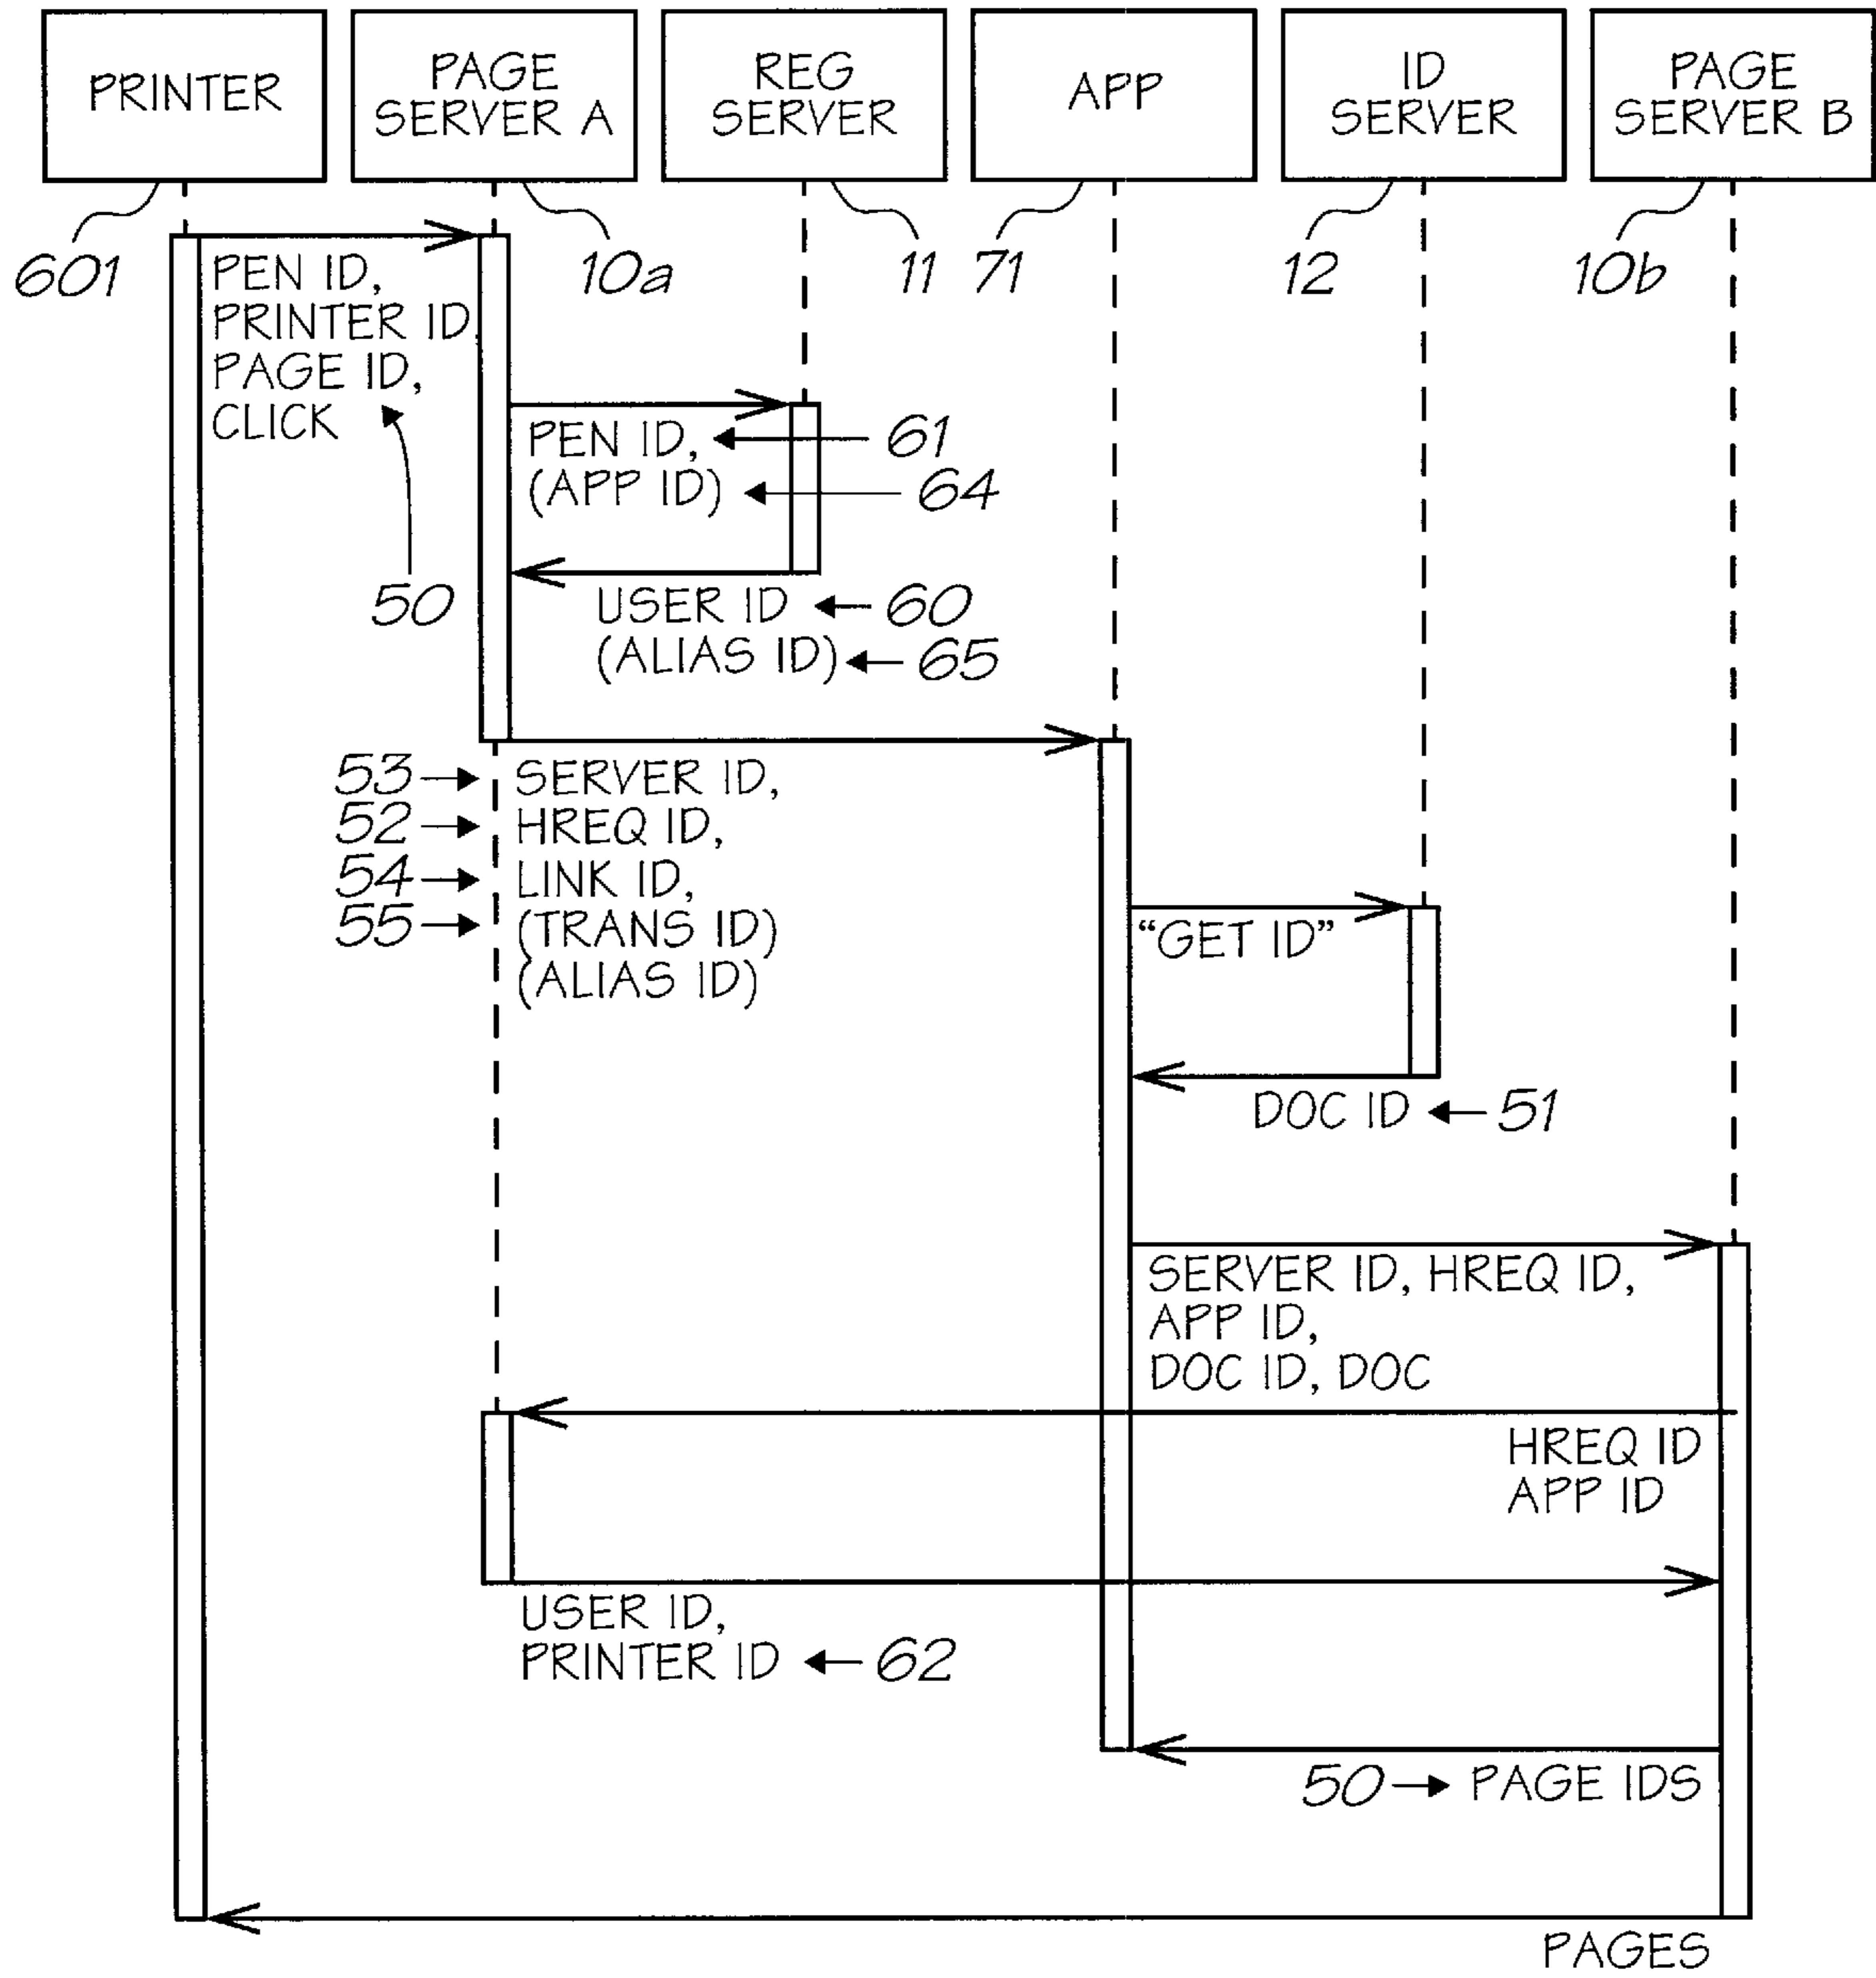 PRINTER
PAGE
SERVER A
REG
SERVER
APP
ID
SERVER
PAGE
SERVER B
601
10a
11
71
12
10b
PEN ID,
PRINTER ID
PAGE ID,
CLICK
50
PEN ID,
61
(APP ID)
64
USER ID
60
(ALIAS ID)
65
53
SERVER ID,
52
HREQ ID,
54
LINK ID,
55
(TRANS ID)
(ALIAS ID)
"GET ID"
DOC ID
51
SERVER ID, HREQ ID,
APP ID,
DOC ID, DOC
HREQ ID
APP ID
USER ID,
PRINTER ID
62
50
PAGE IDS
PAGES